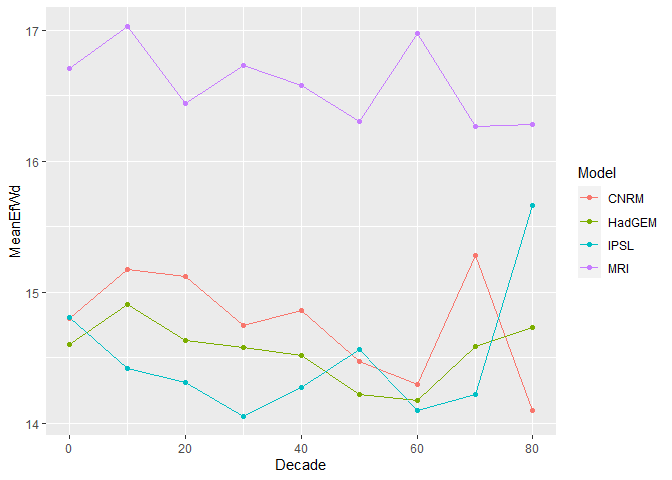 17
16
15
14
MeanEfWd
0
20
40
60
80
Decade
Model
CNRM
HadGEM
IPSL
MRI